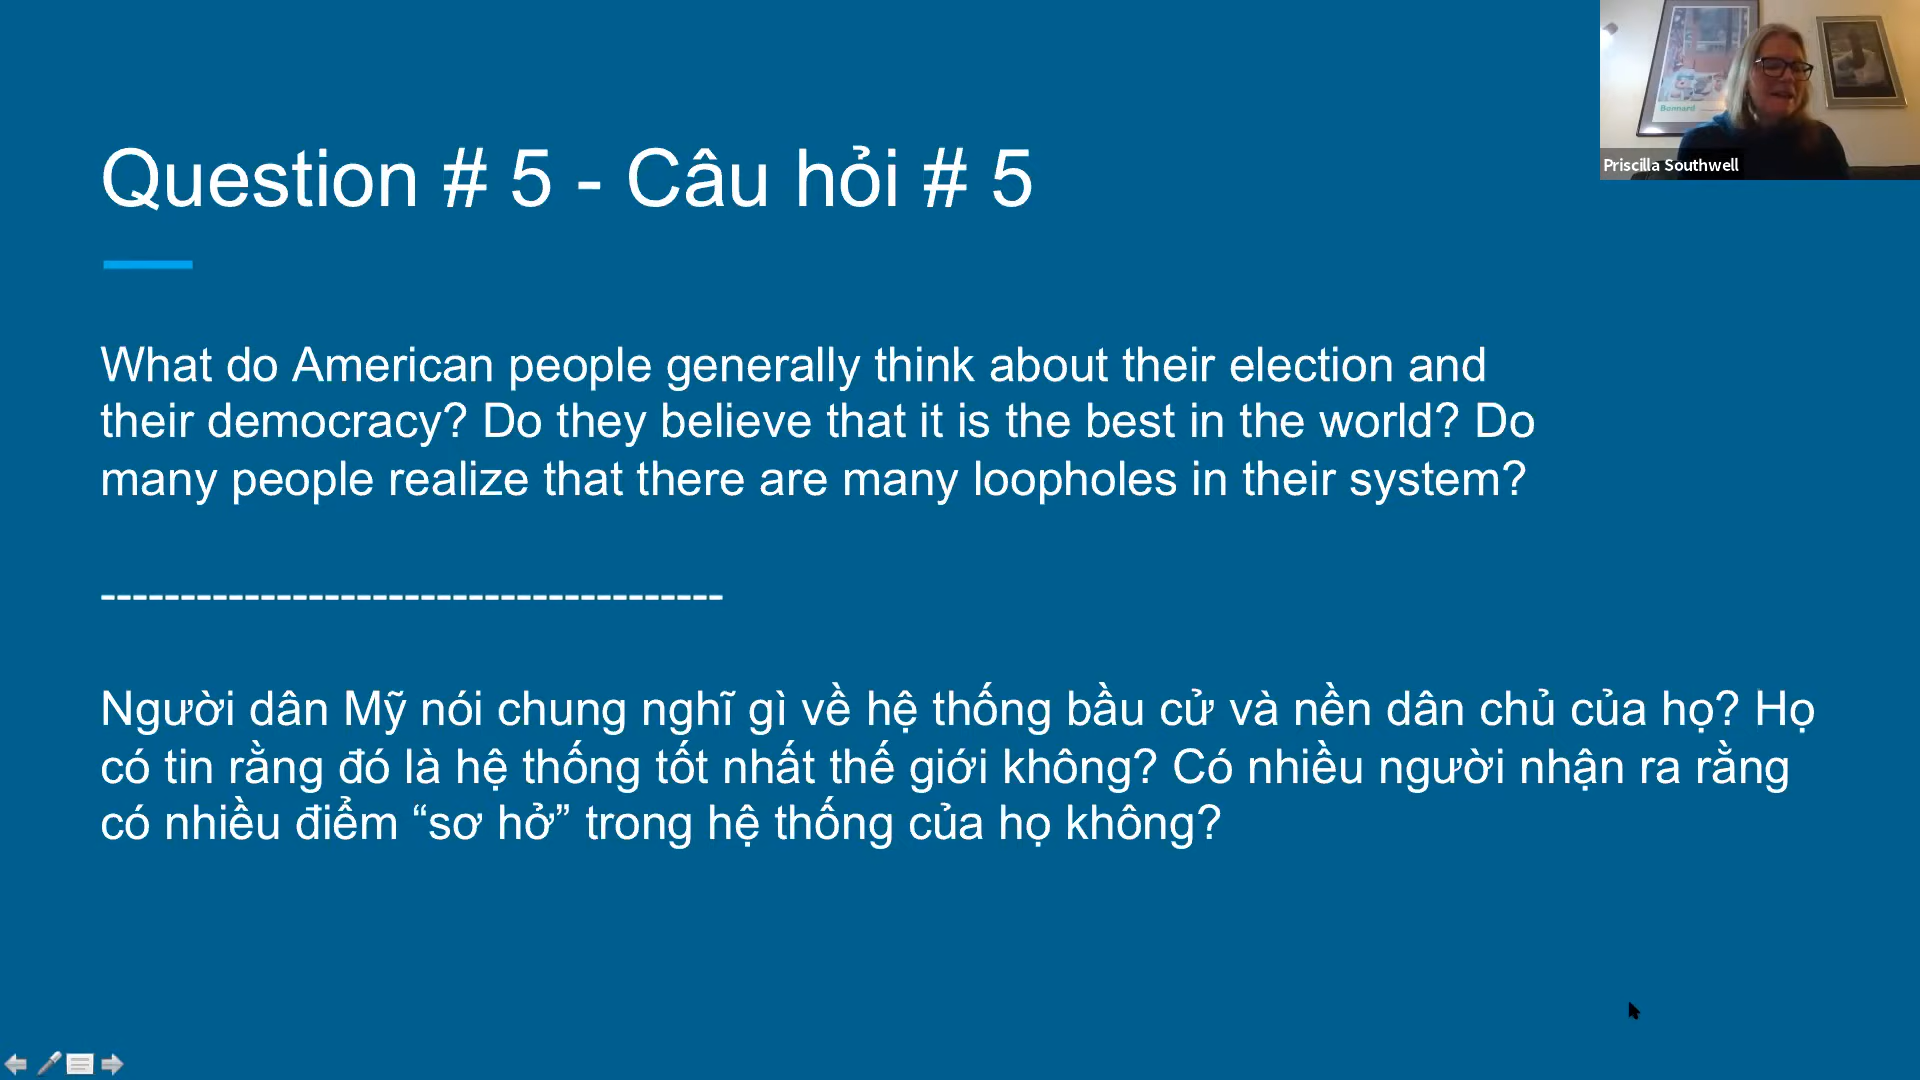 Question # 5 - Câu hỏi # 5
What do American people generally think about their election and
their democracy? Do they believe that it is the best in the world? Do
many people realize that there are many loopholes in their system?
---------------------------------------
Người dân Mỹ nói chung nghĩ gì về hệ thống bầu cử và nền dân chủ của họ? Họ
có tin rằng đó là hệ thống tốt nhất thế giới không? Có nhiều người nhận ra rằng
có nhiều điểm “sơ hở” trong hệ thống của họ không?
Bonnard
Priscilla Southwell